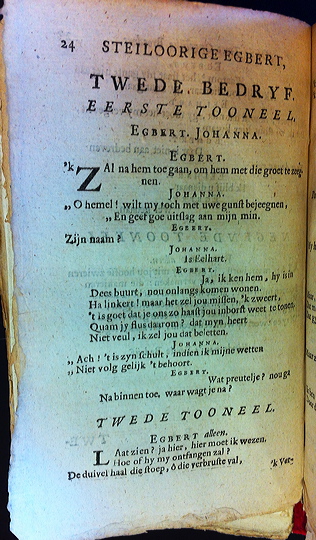 24 STEILOORIGE EGBERT,
TWEDE BEDRYF.
EERSTE TOONEEL.
EGBERT. JOHANNA.
EGBERT.
'k ZAl na hem toe gaan, om hem met die groet te zeeg-
nen.
JOHANNA.
„ O hemel! wilt my toch met uwe gunst bejeegnen,
„ En geef goe uitslag aan mijn min.
EGBERT.
Zijn naam?
JOHANNA.
Is Eelhart.
EGBERT.
Ja, ik ken hem, hy is in
Dees buurt, nou onlangs komen wonen.
Ha linkert! maar het zel jou missen, 'k zweert,
't is goet dat je ons zo haast jou inborst weet te tonen,
Quam jy flus daarom? dat myn heert
Niet veul, ik zel jou dat beletten.
JOHANNA.
„ Ach! 't is zyn schult, indien ik mijne wetten
„ Niet volg gelijk 't behoort.
EGBERT.
Wat preutelje? nou ga
Na binnen toe, waar wagt je na?
TWEDE TOONEEL.
EGBERT alleen.
LAat zien? ja hier, hier moet ik wezen,
Hoe of hy my ontfangen zal?
De duivel haal die stoep, ô die verbruste val,
'k Ver-